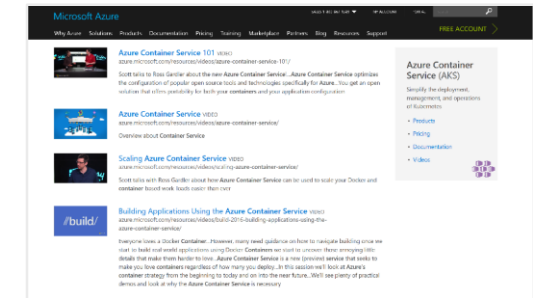 Microsoft Azure
MY ACCOUNT
Why Azure Solutions Products Documentation Pricing Training Marketplace Partners Blog Resources Support
FREE ACCOUNT
Azure Container Service 101 VIDEO
azure.microsoft.com/resources/videos/azure-container-service-101/
Scott talks to Ross Gardler about the new Azure Container Service...Azure Container Service optimizes
the configuration of popular open source tools and technologies specifically for Azure...You get an open
solution that offers portability for both your containers and your application configuration
Azure Container Service VIDEO
azure.microsoft.com/resources/videos/azure-container-service/
Overview about Container Service
Scaling Azure Container Service VIDEO
azure.microsoft.com/resources/videos/scaling-azure-container-service/
Scott talks with Ross Gardler about how Azure Container Service can be used to scale your Docker and
container based work loads easier than ever
//build/
Building Applications Using the Azure Container Service VIDEO
azure.microsoft.com/resources/videos/build-2016-building-applications-using-the-
azure-container-service/
Everyone loves a Docker Container...However, many need guidance on how to navigate building once we
start to build real world applications using Docker Containers we start to uncover those annoying little
details that make them harder to love...Azure Container Service is a new (preview) service that seeks to
make you love containers regardless of how many you deploy...In this session we'll look at Azure's
container strategy from the beginning to today and on into the near future...We'll see plenty of practical
demos and look at why the Azure Container Service is necessary
Azure Container
Service (AKS)
Simplify the deployment,
management, and operations
of Kubernetes
Products
Pricing
Documentation
Videos